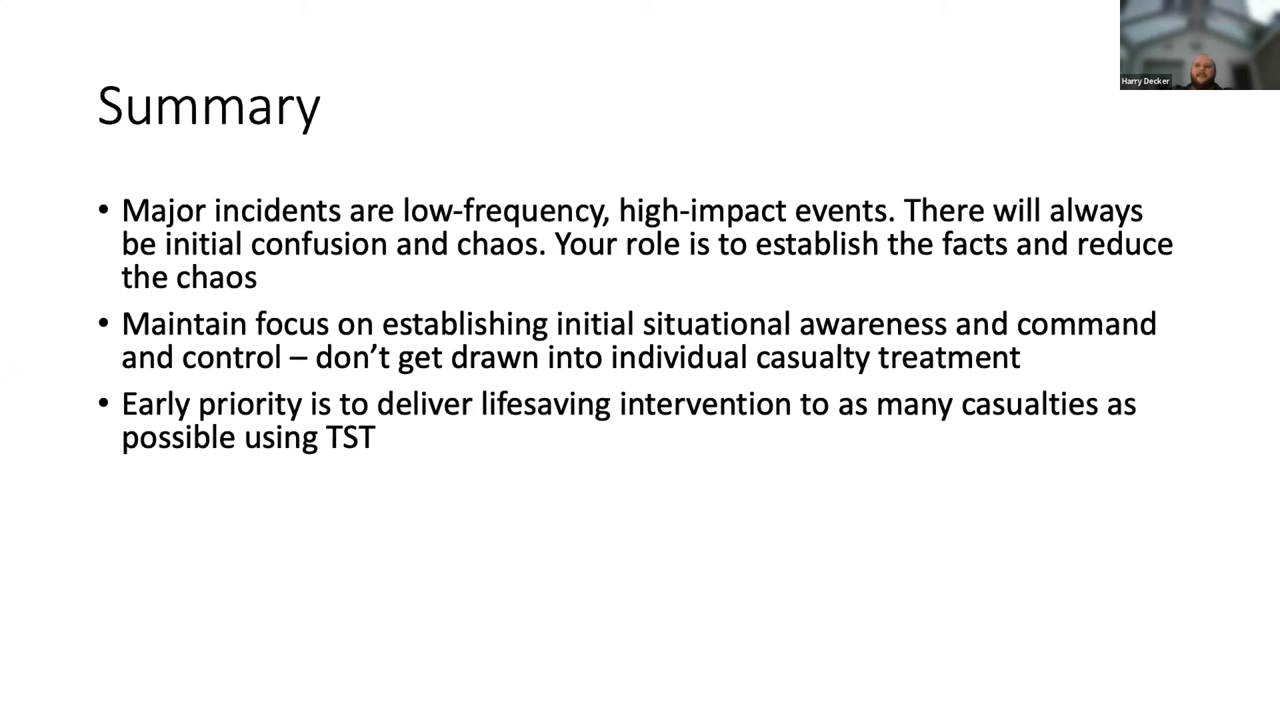 Harry Decker
Summary
• Major incidents are low-frequency, high-impact events. There will always
be initial confusion and chaos. Your role is to establish the facts and reduce
the chaos
• Maintain focus on establishing initial situational awareness and command
and control – don’t get drawn into individual casualty treatment
• Early priority is to deliver lifesaving intervention to as many casualties as
possible using TST